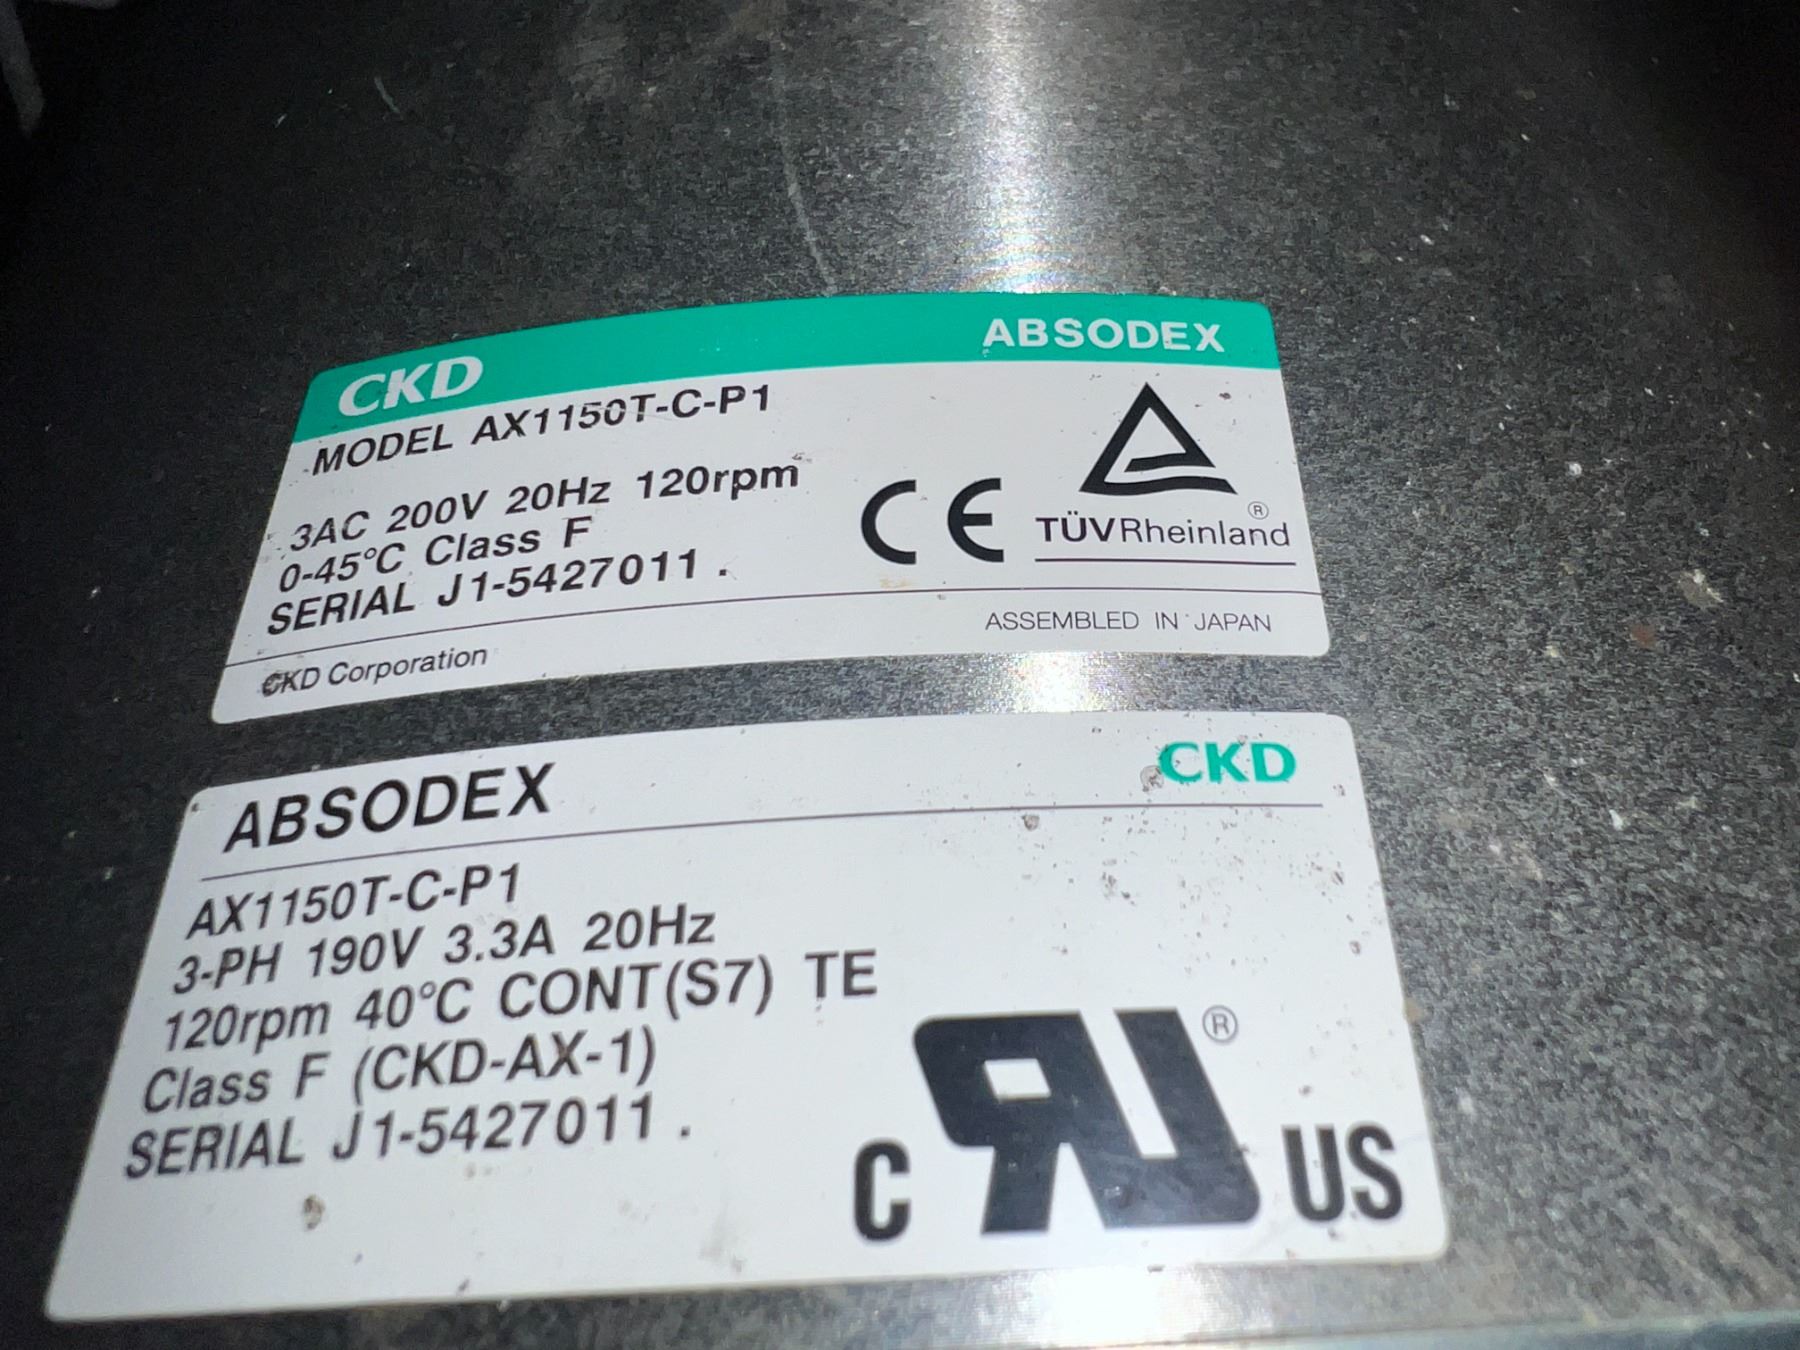 CKD ABSODEX
MODEL AX1150T-C-P1
3AC 200V 20Hz 120rpm
0-45°C Class F
SERIAL J1-5427011 .
CE
TÜVRheinland ®
ASSEMBLED IN JAPAN
CKD Corporation
ABSODEX CKD
AX1150T-C-P1
3-PH 190V 3.3A 20Hz
120rpm 40°C CONT(S7) TE
Class F (CKD-AX-1)
SERIAL J1-5427011 .
C RU ® US